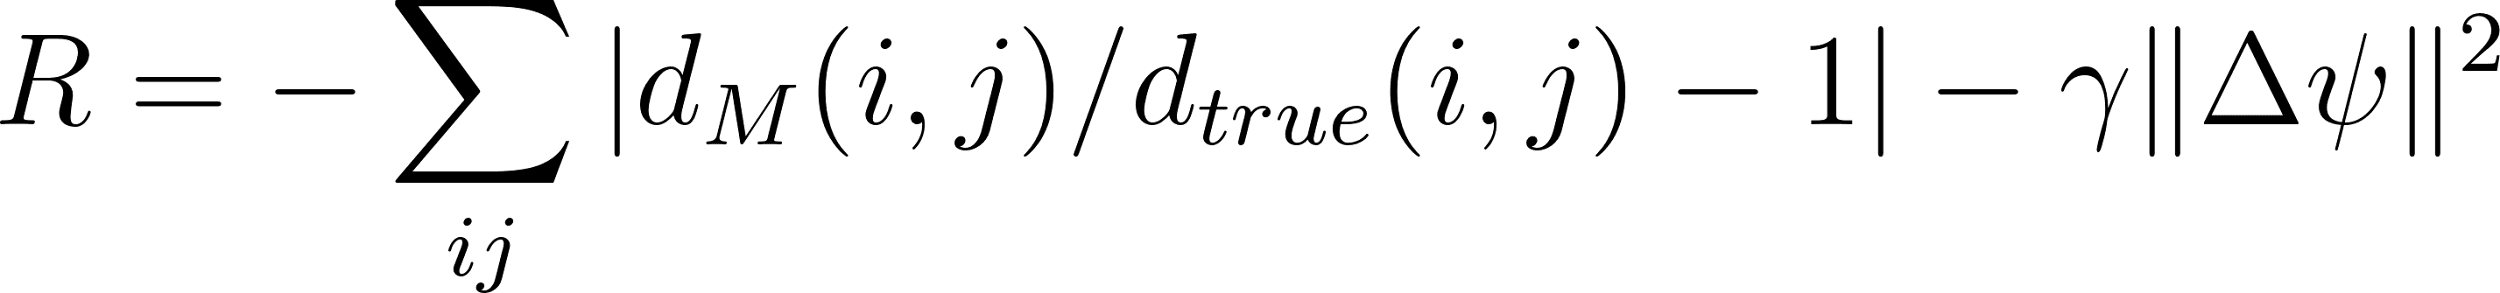 R = -\sum_{ij} |d_M(i,j)/d_{true}(i,j) - 1| - \gamma\|\Delta\psi\|^2